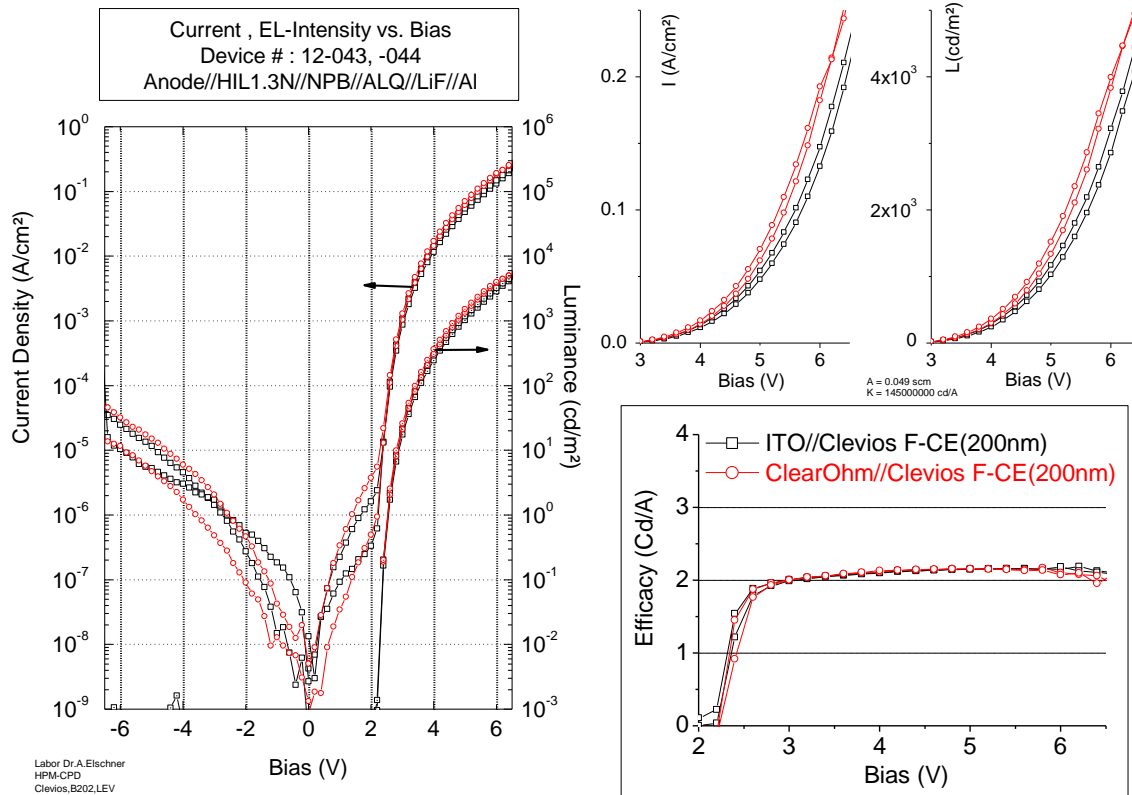 Current , EL-Intensity vs. Bias
Device # : 12-043, -044
Anode//HIL1.3N//NPB//ALQ//LiF//Al
10^0
10^-1
10^-2
10^-3
10^-4
10^-5
10^-6
10^-7
10^-8
10^-9
Current Density (A/cm²)
10^6
10^5
10^4
10^3
10^2
10^1
10^0
10^-1
10^-2
10^-3
Luminance (cd/m²)
-6 -4 -2 0 2 4 6
Bias (V)
Labor Dr.A.Elschner
HPM-CPD
Clevios,B202,LEV
I (A/cm²)
0.2
0.1
0.0
3 4 5 6
Bias (V)
L(cd/m²)
4x10^3
2x10^3
0
3 4 5 6
Bias (V)
A = 0.049 scm
K = 145000000 cd/A
ITO//Clevios F-CE(200nm)
ClearOhm//Clevios F-CE(200nm)
4
3
2
1
0
Efficacy (Cd/A)
2 3 4 5 6
Bias (V)